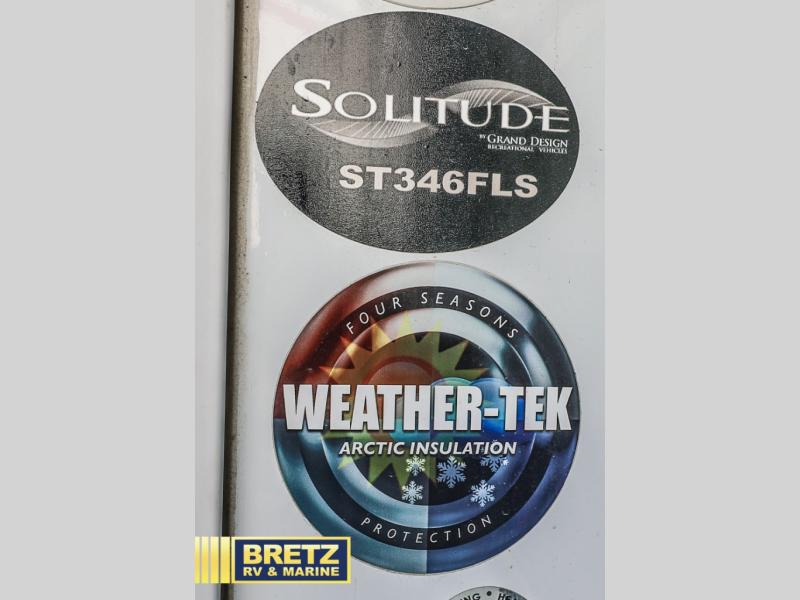 SOLITUDE
BY GRAND DESIGN
RECREATIONAL VEHICLES
ST346FLS
FOUR SEASONS
WEATHER-TEK
ARCTIC INSULATION
PROTECTION
BRETZ
RV & MARINE